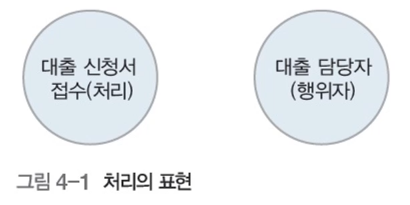 대출 신청서
접수(처리)
대출 담당자
(행위자)
그림 4-1 처리의 표현